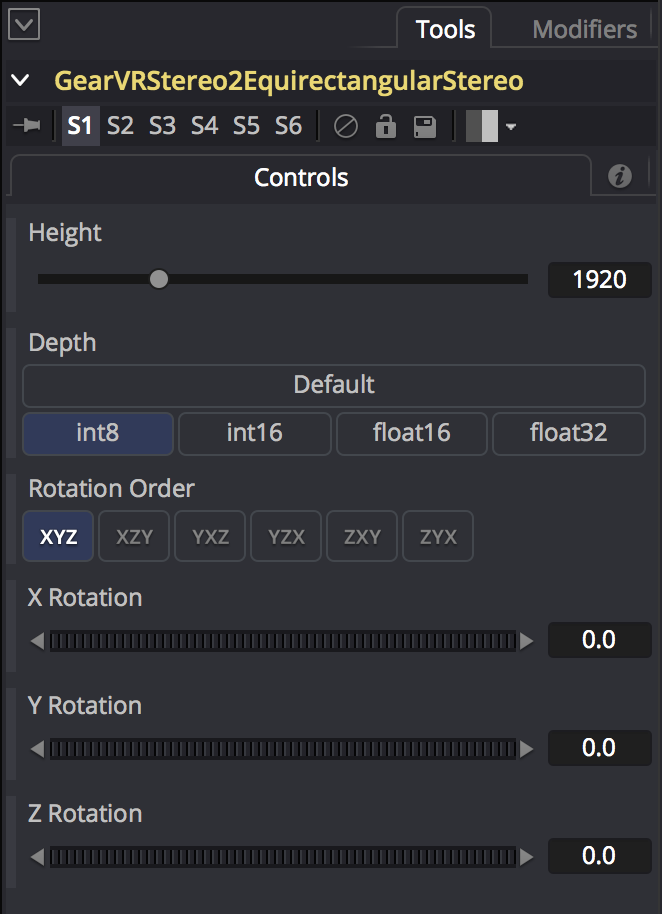 Tools Modifiers
GearVRStereo2EquirectangularStereo
S1 S2 S3 S4 S5 S6
Controls i
Height
1920
Depth
Default
int8 int16 float16 float32
Rotation Order
XYZ XZY YXZ YZX ZXY ZYX
X Rotation
0.0
Y Rotation
0.0
Z Rotation
0.0